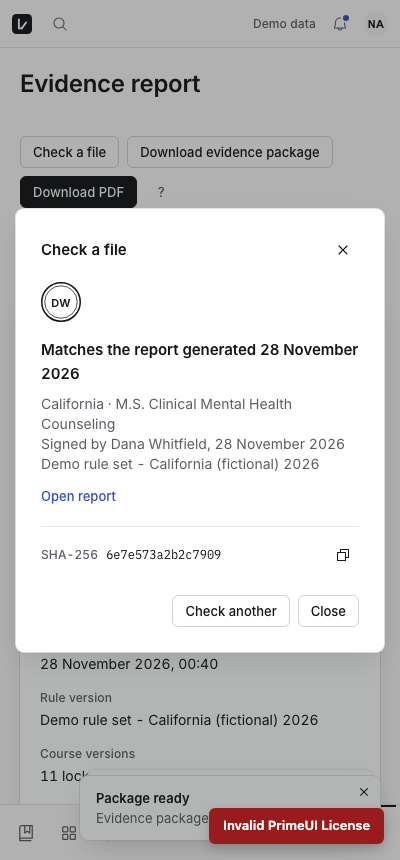 Demo data
NA
Evidence report
Check a file
Download evidence package
Download PDF
?
Check a file
DW
Matches the report generated 28 November
2026
California · M.S. Clinical Mental Health
Counseling
Signed by Dana Whitfield, 28 November 2026
Demo rule set - California (fictional) 2026
Open report
SHA-256 6e7e573a2b2c7909
Check another
Close
28 November 2026, 00:40
Rule version
Demo rule set - California (fictional) 2026
Course versions
11
Package ready
Evidence package
Invalid PrimeUI License